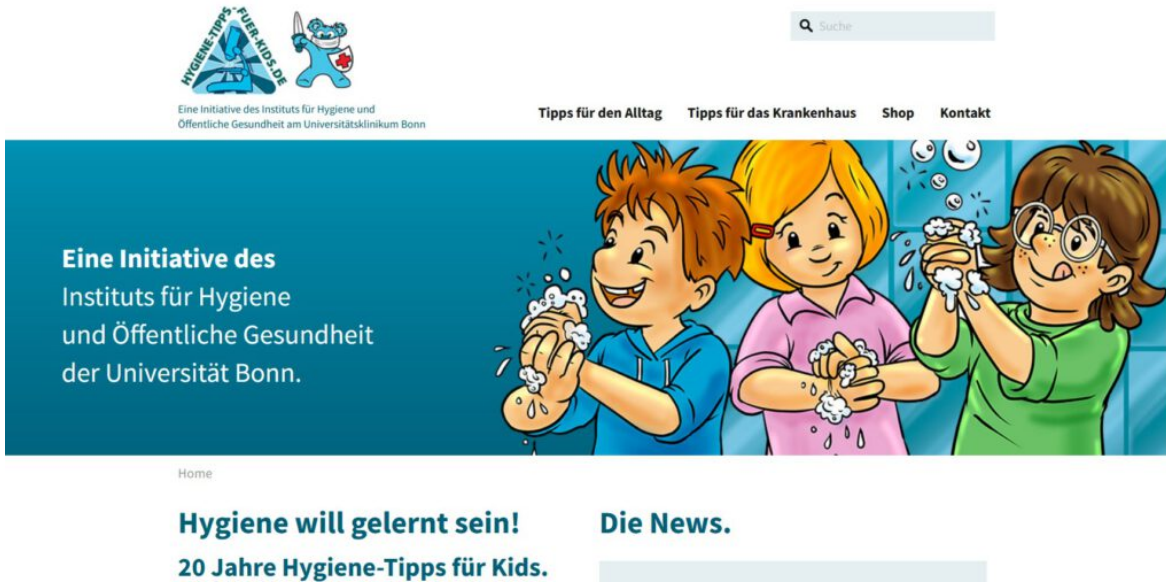 HYGIENE-TIPPS-FUER-KIDS.DE
Suche
Eine Initiative des Instituts für Hygiene und
Öffentliche Gesundheit am Universitätsklinikum Bonn
Tipps für den Alltag Tipps für das Krankenhaus Shop Kontakt
Eine Initiative des
Instituts für Hygiene
und Öffentliche Gesundheit
der Universität Bonn.
Home
Hygiene will gelernt sein!
20 Jahre Hygiene-Tipps für Kids.
Die News.